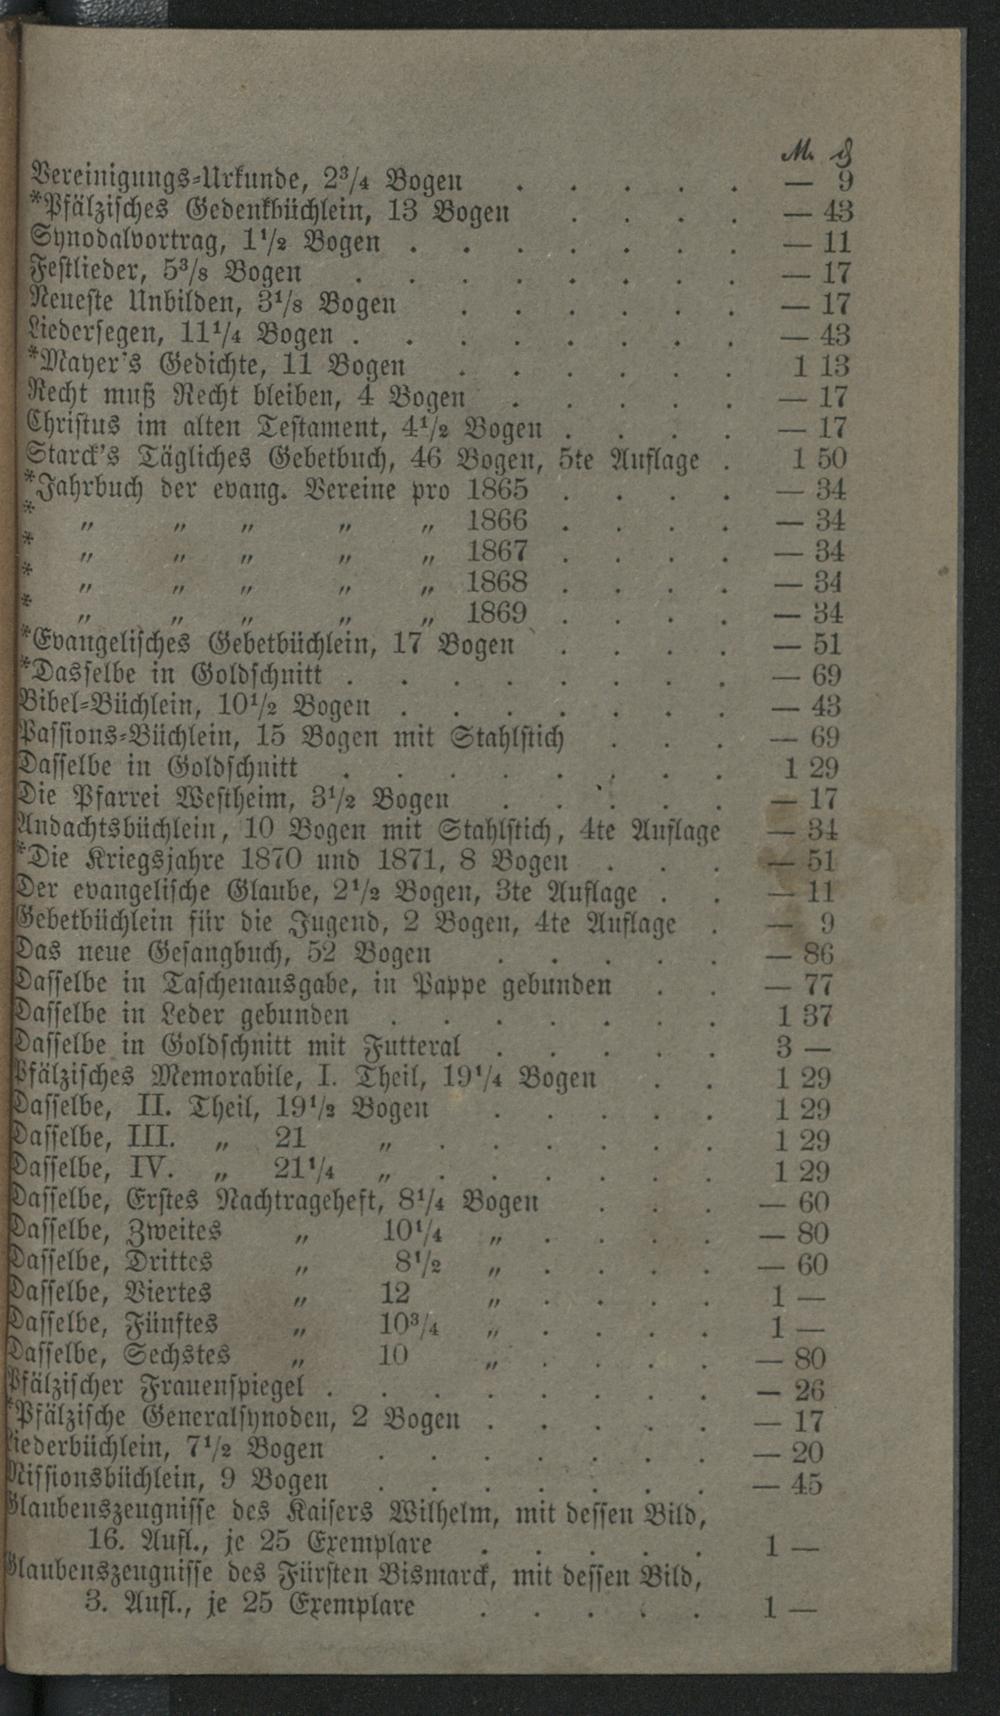 M. ₰
Vereinigungs-Urkunde, 2³/₄ Bogen . . . . . — 9
*Pfälzisches Gedenkbüchlein, 13 Bogen . . . . — 43
Synodalvortrag, 1¹/₂ Bogen . . . . . . . — 11
Festlieder, 5³/₈ Bogen . . . . . . . . — 17
Neueste Unbilden, 3¹/₈ Bogen . . . . . . — 17
Liedersegen, 11¹/₄ Bogen . . . . . . . . — 43
*Mayer's Gedichte, 11 Bogen . . . . . . 1 13
Recht muß Recht bleiben, 4 Bogen . . . . . — 17
Christus im alten Testament, 4¹/₂ Bogen . . . . — 17
Starck's Tägliches Gebetbuch, 46 Bogen, 5te Auflage . 1 50
*Jahrbuch der evang. Vereine pro 1865 . . . . — 34
* „ „ „ „ „ 1866 . . . . — 34
* „ „ „ „ „ 1867 . . . . — 34
* „ „ „ „ „ 1868 . . . . — 34
* „ „ „ „ „ 1869 . . . . — 34
*Evangelisches Gebetbüchlein, 17 Bogen . . . . — 51
*Dasselbe in Goldschnitt . . . . . . . . — 69
Bibel-Büchlein, 10¹/₂ Bogen . . . . . . . — 43
Passions-Büchlein, 15 Bogen mit Stahlstich . . . — 69
Dasselbe in Goldschnitt . . . . . . . . 1 29
Die Pfarrei Westheim, 3¹/₂ Bogen . . . . . — 17
Andachtsbüchlein, 10 Bogen mit Stahlstich, 4te Auflage — 34
*Die Kriegsjahre 1870 und 1871, 8 Bogen . . . — 51
Der evangelische Glaube, 2¹/₂ Bogen, 3te Auflage . . — 11
Gebetbüchlein für die Jugend, 2 Bogen, 4te Auflage . — 9
Das neue Gesangbuch, 52 Bogen . . . . . — 86
Dasselbe in Taschenausgabe, in Pappe gebunden . . — 77
Dasselbe in Leder gebunden . . . . . . . 1 37
Dasselbe in Goldschnitt mit Futteral . . . . . 3 —
Pfälzisches Memorabile, I. Theil, 19¹/₄ Bogen . . 1 29
Dasselbe, II. Theil, 19¹/₂ Bogen . . . . . 1 29
Dasselbe, III. „ 21 „ . . . . . . 1 29
Dasselbe, IV. „ 21¹/₄ „ . . . . . . 1 29
Dasselbe, Erstes Nachtrageheft, 8¹/₄ Bogen . . . — 60
Dasselbe, Zweites „ 10¹/₄ „ . . . . — 80
Dasselbe, Drittes „ 8¹/₂ „ . . . . — 60
Dasselbe, Viertes „ 12 „ . . . . 1 —
Dasselbe, Fünftes „ 10³/₄ „ . . . . 1 —
Dasselbe, Sechstes „ 10 „ . . . . — 80
Pfälzischer Frauenspiegel . . . . . . . . — 26
*Pfälzische Generalsynoden, 2 Bogen . . . . . — 17
Liederbüchlein, 7¹/₂ Bogen . . . . . . . — 20
Missionsbüchlein, 9 Bogen . . . . . . . — 45
Glaubenszeugnisse des Kaisers Wilhelm, mit dessen Bild,
16. Aufl., je 25 Exemplare . . . . . 1 —
Glaubenszeugnisse des Fürsten Bismarck, mit dessen Bild,
3. Aufl., je 25 Exemplare . . . . . 1 —